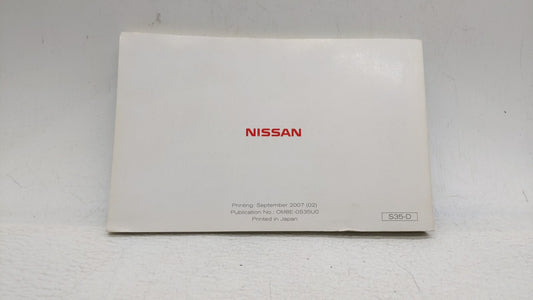 NISSAN
Printing: September 2007 (02)
Publication No.: OM8E-0S35U0
Printed in Japan
S35-D